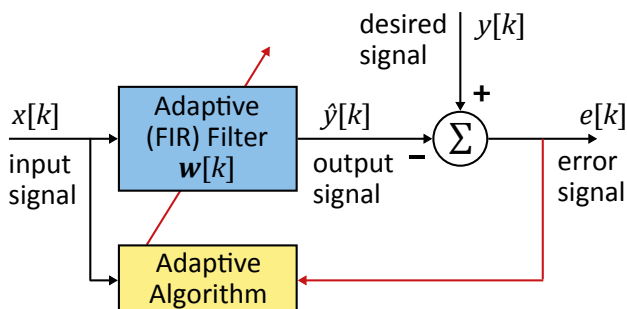 desired
signal
y[k]
+
x[k]
input
signal
Adaptive
(FIR) Filter
w[k]
ŷ[k]
output
signal
−
Σ
e[k]
error
signal
Adaptive
Algorithm